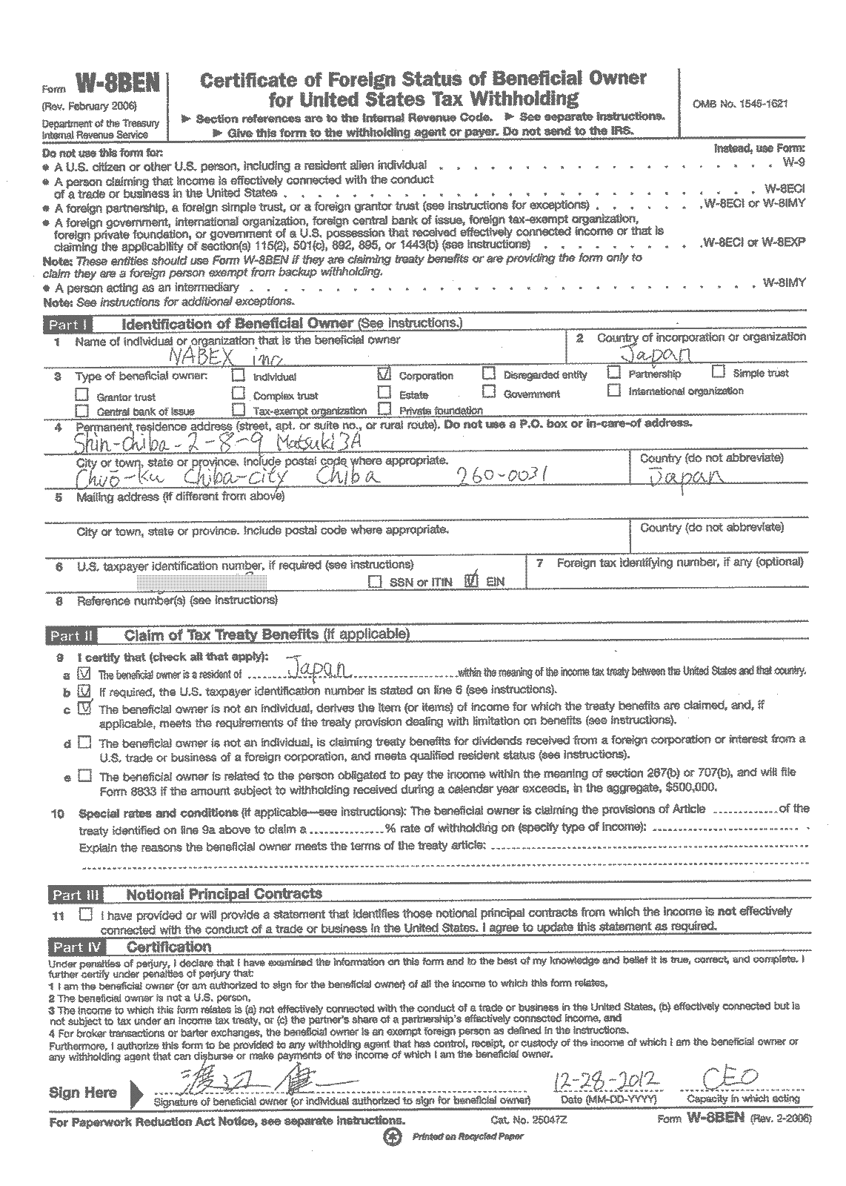 Form W-8BEN
(Rev. February 2006)
Department of the Treasury
Internal Revenue Service
Certificate of Foreign Status of Beneficial Owner
for United States Tax Withholding
▶ Section references are to the Internal Revenue Code. ▶ See separate instructions.
▶ Give this form to the withholding agent or payer. Do not send to the IRS.
OMB No. 1545-1621
Do not use this form for: Instead, use Form:
● A U.S. citizen or other U.S. person, including a resident alien individual . . . . . . . . . . . . . . . . . W-9
● A person claiming that income is effectively connected with the conduct
of a trade or business in the United States . . . . . . . . . . . . . . . . . . . . . . . . . W-8ECI
● A foreign partnership, a foreign simple trust, or a foreign grantor trust (see instructions for exceptions) . . . . . . .W-8ECI or W-8IMY
● A foreign government, international organization, foreign central bank of issue, foreign tax-exempt organization,
foreign private foundation, or government of a U.S. possession that received effectively connected income or that is
claiming the applicability of section(s) 115(2), 501(c), 892, 895, or 1443(b) (see instructions) . . . . . . . . . .W-8ECI or W-8EXP
Note: These entities should use Form W-8BEN if they are claiming treaty benefits or are providing the form only to
claim they are a foreign person exempt from backup withholding.
● A person acting as an intermediary . . . . . . . . . . . . . . . . . . . . . . . . . . . W-8IMY
Note: See instructions for additional exceptions.
Part I Identification of Beneficial Owner (See instructions.)
1 Name of individual or organization that is the beneficial owner
NABEX inc
2 Country of incorporation or organization
Japan
3 Type of beneficial owner: Individual Corporation Disregarded entity Partnership Simple trust
Grantor trust Complex trust Estate Government International organization
Central bank of issue Tax-exempt organization Private foundation
4 Permanent residence address (street, apt. or suite no., or rural route). Do not use a P.O. box or in-care-of address.
Shin-chiba-2-8-9 Matsuki3A
City or town, state or province. Include postal code where appropriate. Country (do not abbreviate)
Chuo-ku Chiba-city Chiba 260-0031 Japan
5 Mailing address (if different from above)
City or town, state or province. Include postal code where appropriate. Country (do not abbreviate)
6 U.S. taxpayer identification number, if required (see instructions)
SSN or ITIN EIN
7 Foreign tax identifying number, if any (optional)
8 Reference number(s) (see instructions)
Part II Claim of Tax Treaty Benefits (if applicable)
9 I certify that (check all that apply):
a The beneficial owner is a resident of Japan within the meaning of the income tax treaty between the United States and that country.
b If required, the U.S. taxpayer identification number is stated on line 6 (see instructions).
c The beneficial owner is not an individual, derives the item (or items) of income for which the treaty benefits are claimed, and, if
applicable, meets the requirements of the treaty provision dealing with limitation on benefits (see instructions).
d The beneficial owner is not an individual, is claiming treaty benefits for dividends received from a foreign corporation or interest from a
U.S. trade or business of a foreign corporation, and meets qualified resident status (see instructions).
e The beneficial owner is related to the person obligated to pay the income within the meaning of section 267(b) or 707(b), and will file
Form 8833 if the amount subject to withholding received during a calendar year exceeds, in the aggregate, $500,000.
10 Special rates and conditions (if applicable—see instructions): The beneficial owner is claiming the provisions of Article .............. of the
treaty identified on line 9a above to claim a ................% rate of withholding on (specify type of income): .............................. .
Explain the reasons the beneficial owner meets the terms of the treaty article: ..............................
Part III Notional Principal Contracts
11 I have provided or will provide a statement that identifies those notional principal contracts from which the income is not effectively
connected with the conduct of a trade or business in the United States. I agree to update this statement as required.
Part IV Certification
Under penalties of perjury, I declare that I have examined the information on this form and to the best of my knowledge and belief it is true, correct, and complete. I
further certify under penalties of perjury that:
1 I am the beneficial owner (or am authorized to sign for the beneficial owner) of all the income to which this form relates,
2 The beneficial owner is not a U.S. person,
3 The income to which this form relates is (a) not effectively connected with the conduct of a trade or business in the United States, (b) effectively connected but is
not subject to tax under an income tax treaty, or (c) the partner's share of a partnership's effectively connected income, and
4 For broker transactions or barter exchanges, the beneficial owner is an exempt foreign person as defined in the instructions.
Furthermore, I authorize this form to be provided to any withholding agent that has control, receipt, or custody of the income of which I am the beneficial owner or
any withholding agent that can disburse or make payments of the income of which I am the beneficial owner.
Sign Here ▶ 渡辺 健一 12-28-2012 CEO
Signature of beneficial owner (or individual authorized to sign for beneficial owner) Date (MM-DD-YYYY) Capacity in which acting
For Paperwork Reduction Act Notice, see separate instructions. Cat. No. 25047Z Form W-8BEN (Rev. 2-2006)
Printed on Recycled Paper